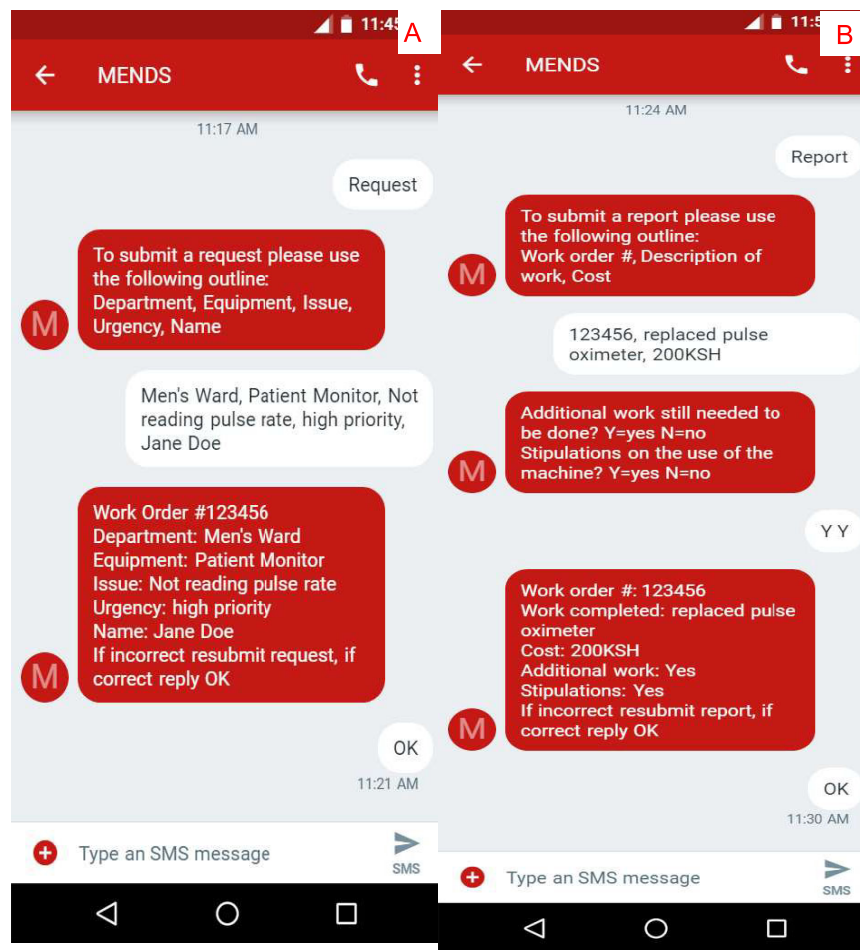 11:45
A
MENDS
11:17 AM
Request
To submit a request please use
the following outline:
Department, Equipment, Issue,
Urgency, Name
M
Men's Ward, Patient Monitor, Not
reading pulse rate, high priority,
Jane Doe
Work Order #123456
Department: Men's Ward
Equipment: Patient Monitor
Issue: Not reading pulse rate
Urgency: high priority
Name: Jane Doe
If incorrect resubmit request, if
correct reply OK
M
OK
11:21 AM
Type an SMS message
SMS
B
MENDS
11:24 AM
Report
To submit a report please use
the following outline:
Work order #, Description of
work, Cost
M
123456, replaced pulse
oximeter, 200KSH
Additional work still needed to
be done? Y=yes N=no
Stipulations on the use of the
machine? Y=yes N=no
M
Y Y
Work order #: 123456
Work completed: replaced pulse
oximeter
Cost: 200KSH
Additional work: Yes
Stipulations: Yes
If incorrect resubmit report, if
correct reply OK
M
OK
11:30 AM
Type an SMS message
SMS